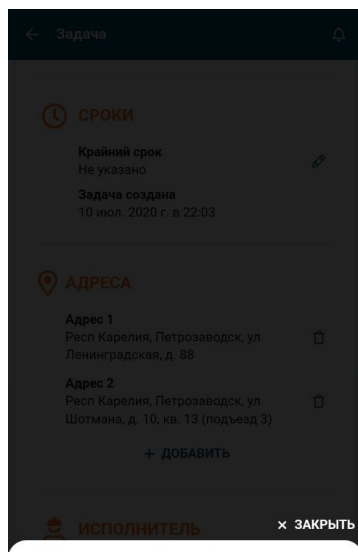 Задача
СРОКИ
Крайний срок
Не указано
Задача создана
10 июл. 2020 г. в 22:03
АДРЕСА
Адрес 1
Респ Карелия, Петрозаводск, ул
Ленинградская, д. 88
Адрес 2
Респ Карелия, Петрозаводск, ул
Шотмана, д. 10, кв. 13 (подъезд 3)
+ ДОБАВИТЬ
× ЗАКРЫТЬ
ИСПОЛНИТЕЛЬ